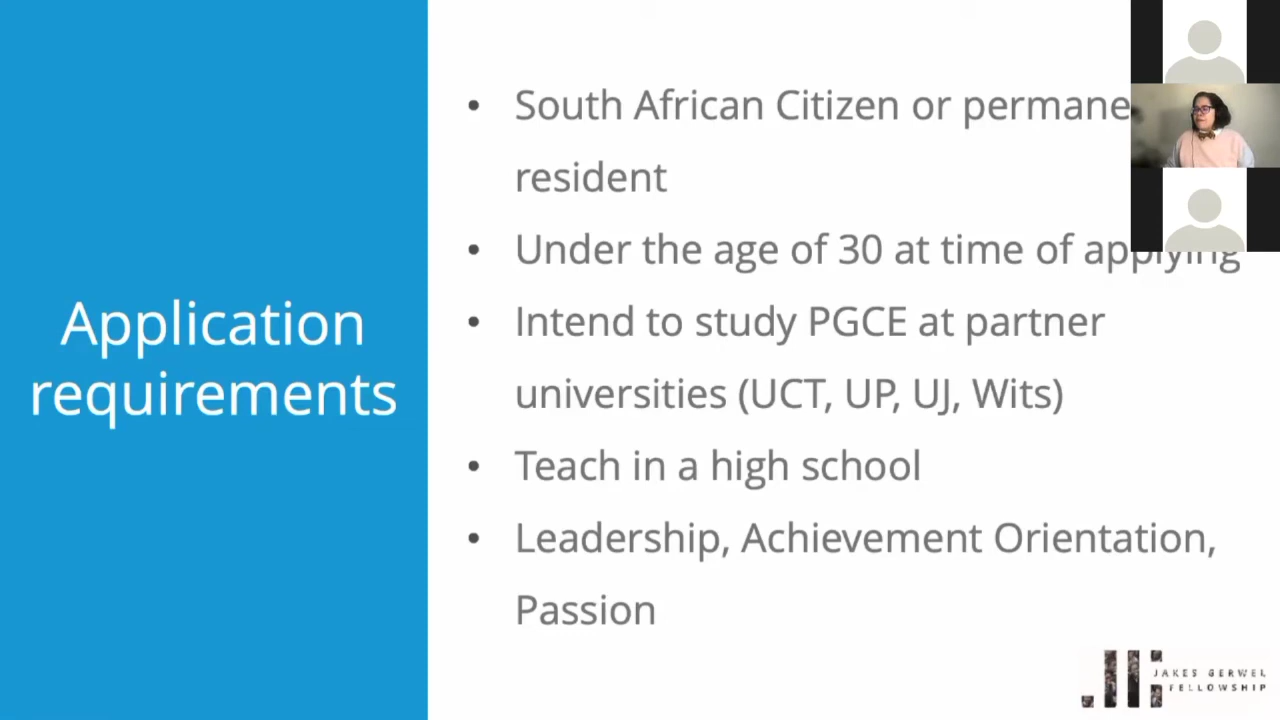 Application
requirements
• South African Citizen or permane
resident
• Under the age of 30 at time of applying
• Intend to study PGCE at partner
universities (UCT, UP, UJ, Wits)
• Teach in a high school
• Leadership, Achievement Orientation,
Passion
JAKES GERWEL
FELLOWSHIP